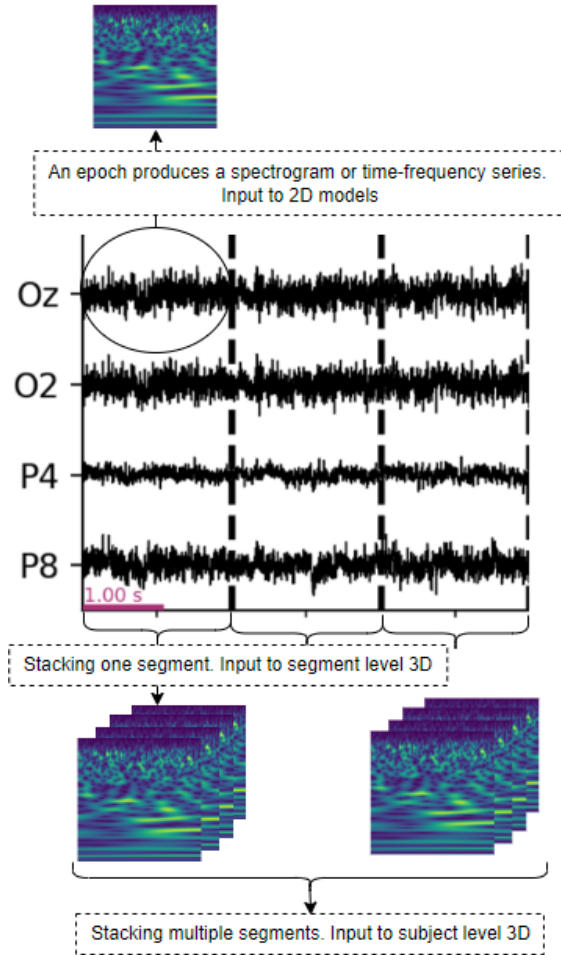 An epoch produces a spectrogram or time-frequency series.
Input to 2D models
Oz
O2
P4
P8
1.00 s
Stacking one segment. Input to segment level 3D
Stacking multiple segments. Input to subject level 3D